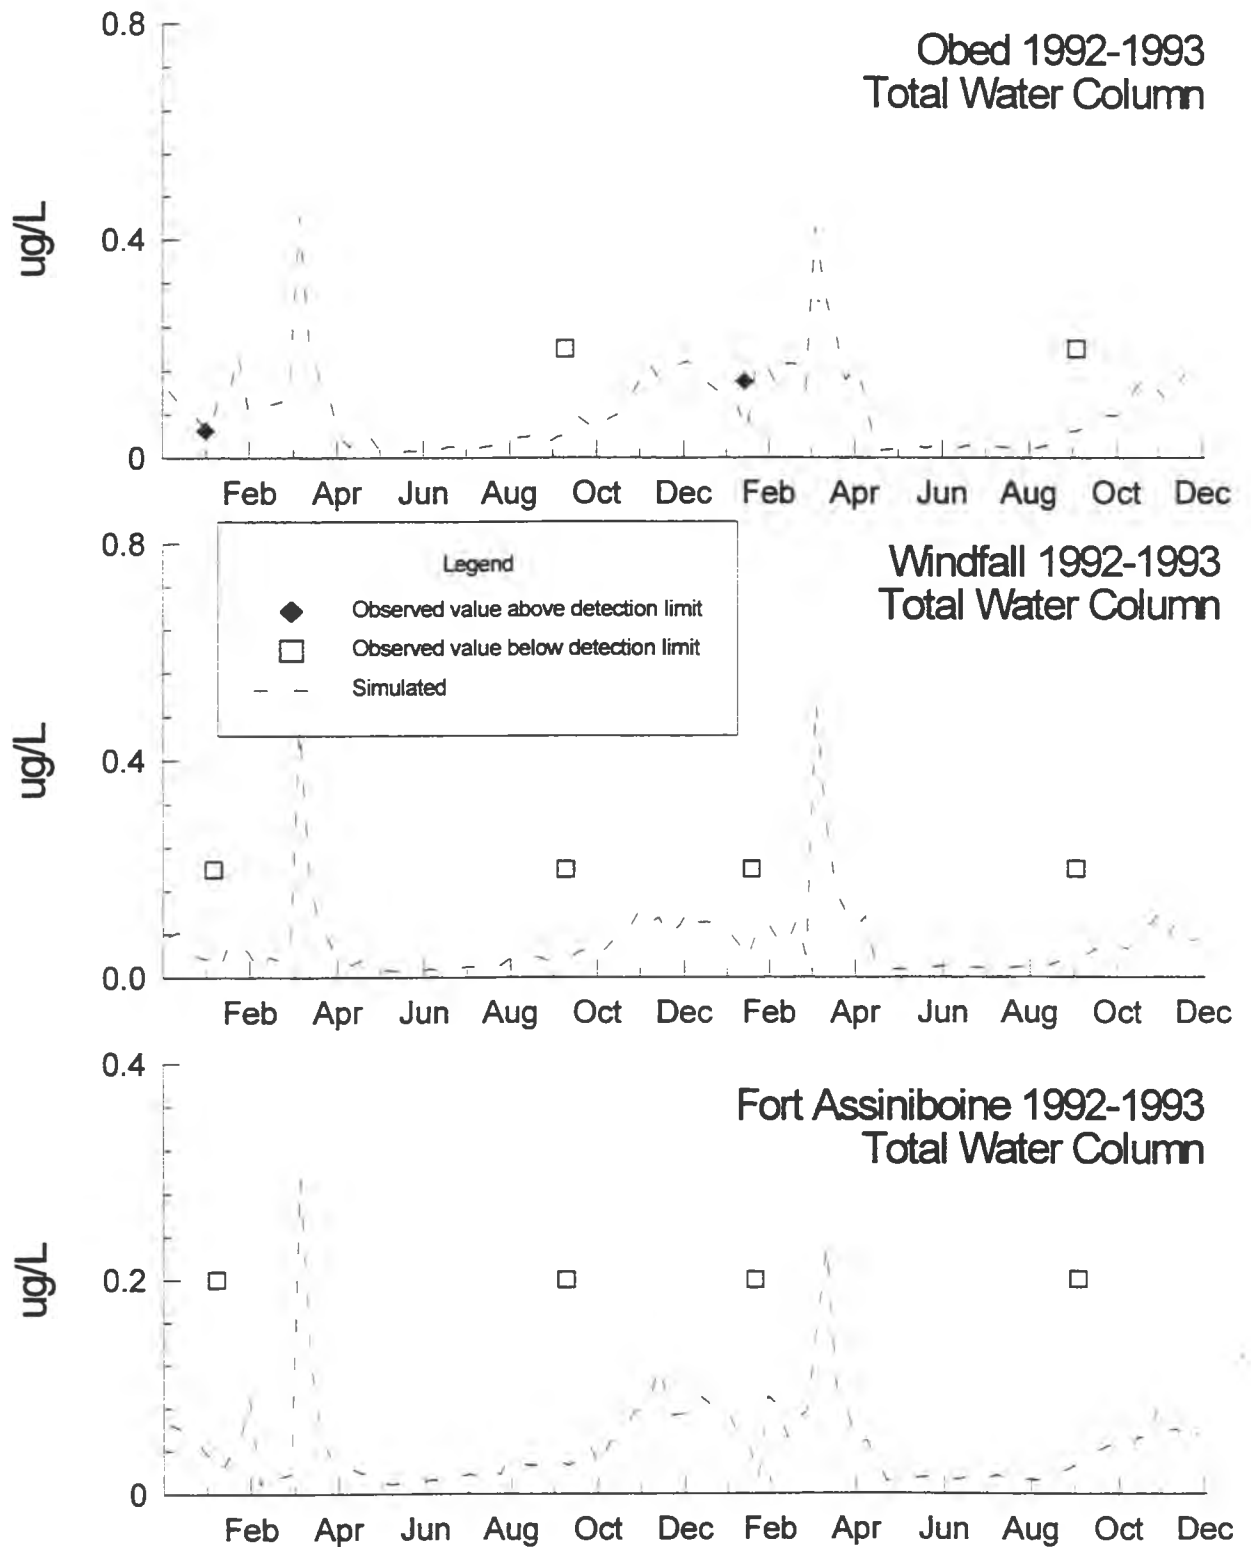 Obed 1992-1993
Total Water Column
ug/L
0.8
0.4
0
Feb Apr Jun Aug Oct Dec Feb Apr Jun Aug Oct Dec
Windfall 1992-1993
Total Water Column
Legend
Observed value above detection limit
Observed value below detection limit
Simulated
ug/L
0.8
0.4
0.0
Feb Apr Jun Aug Oct Dec Feb Apr Jun Aug Oct Dec
Fort Assiniboine 1992-1993
Total Water Column
ug/L
0.4
0.2
0
Feb Apr Jun Aug Oct Dec Feb Apr Jun Aug Oct Dec